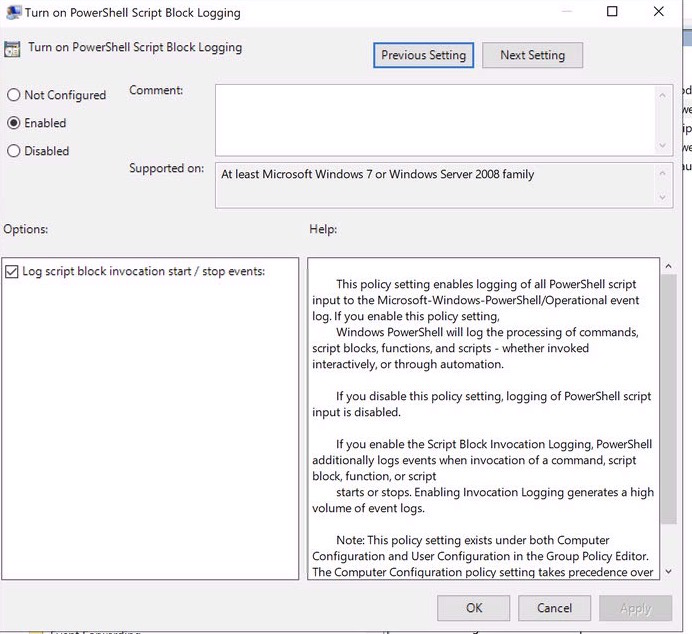 Turn on PowerShell Script Block Logging
Turn on PowerShell Script Block Logging
Previous Setting
Next Setting
Not Configured
Comment:
Enabled
Disabled
Supported on:
At least Microsoft Windows 7 or Windows Server 2008 family
Options:
Help:
Log script block invocation start / stop events:
This policy setting enables logging of all PowerShell script
input to the Microsoft-Windows-PowerShell/Operational event
log. If you enable this policy setting,
Windows PowerShell will log the processing of commands,
script blocks, functions, and scripts - whether invoked
interactively, or through automation.
If you disable this policy setting, logging of PowerShell script
input is disabled.
If you enable the Script Block Invocation Logging, PowerShell
additionally logs events when invocation of a command, script
block, function, or script
starts or stops. Enabling Invocation Logging generates a high
volume of event logs.
Note: This policy setting exists under both Computer
Configuration and User Configuration in the Group Policy Editor.
The Computer Configuration policy setting takes precedence over
OK
Cancel
Apply